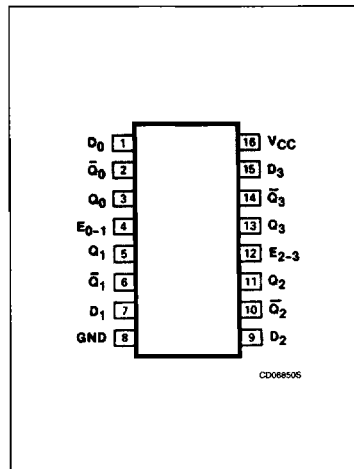 D0 1 16 VCC
Q̄0 2 15 D3
Q0 3 14 Q̄3
E0-1 4 13 Q3
Q1 5 12 E2-3
Q̄1 6 11 Q2
D1 7 10 Q̄2
GND 8 9 D2
CD06850S